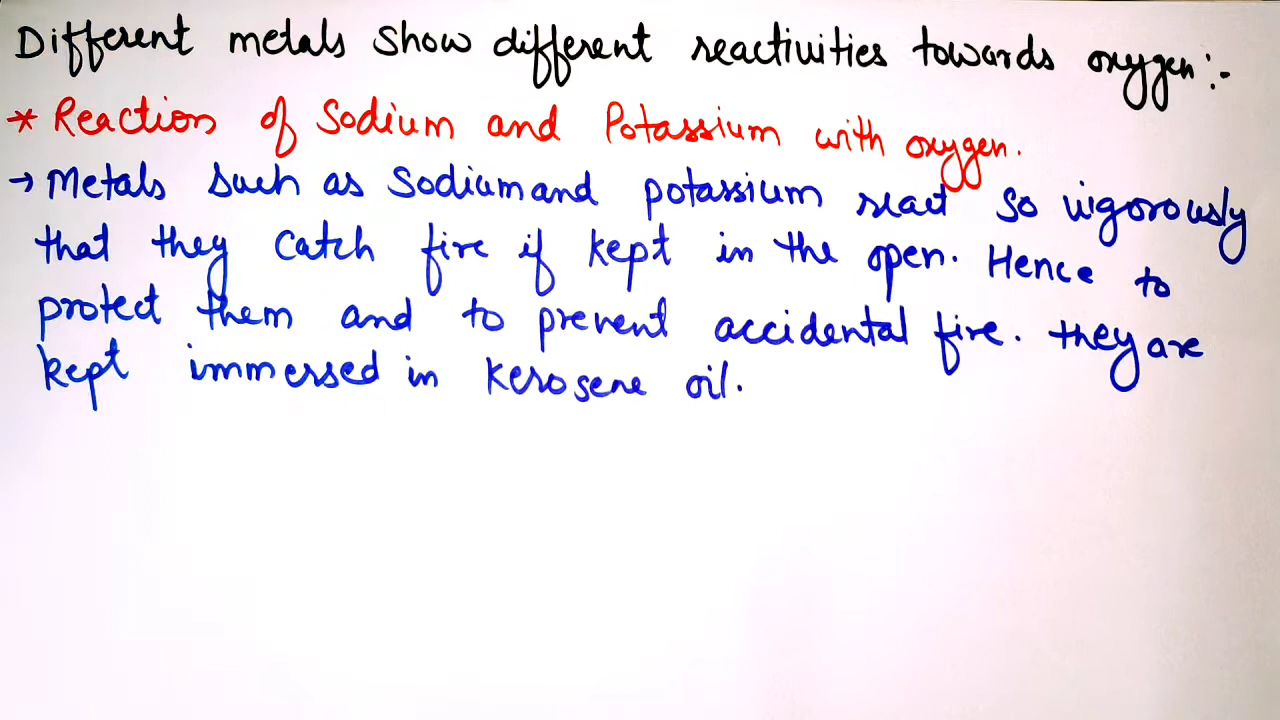 Different metals show different reactivities towards oxygen:-
* Reaction of Sodium and Potassium with oxygen.
→ Metals such as Sodium and potassium react so vigorously
that they catch fire if kept in the open. Hence to
protect them and to prevent accidental fire. they are
kept immersed in kerosene oil.